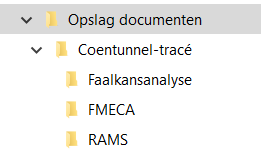 Opslag documenten
Coentunnel-tracé
Faalkansanalyse
FMECA
RAMS